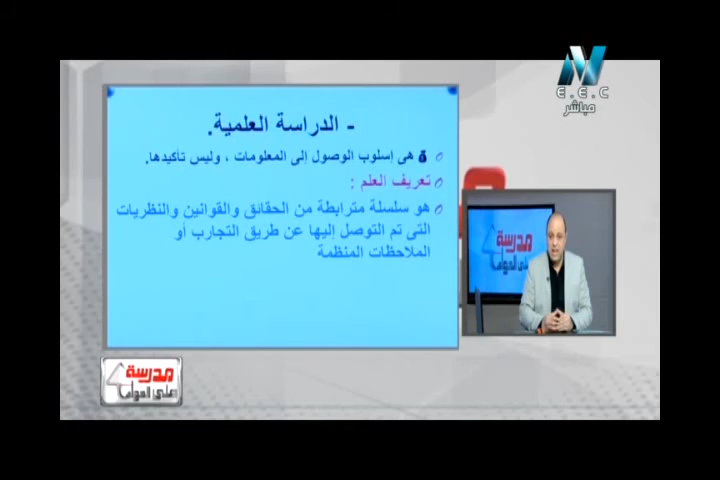 E.E.C
مباشر
- الدراسة العلمية.
هى إسلوب الوصول إلى المعلومات ، وليس تأكيدها.
تعريف العلم :
هو سلسلة مترابطة من الحقائق والقوانين والنظريات
التى تم التوصل إليها عن طريق التجارب أو
الملاحظات المنظمة
مدرسة
على الهواء
مدرسة
على الهواء